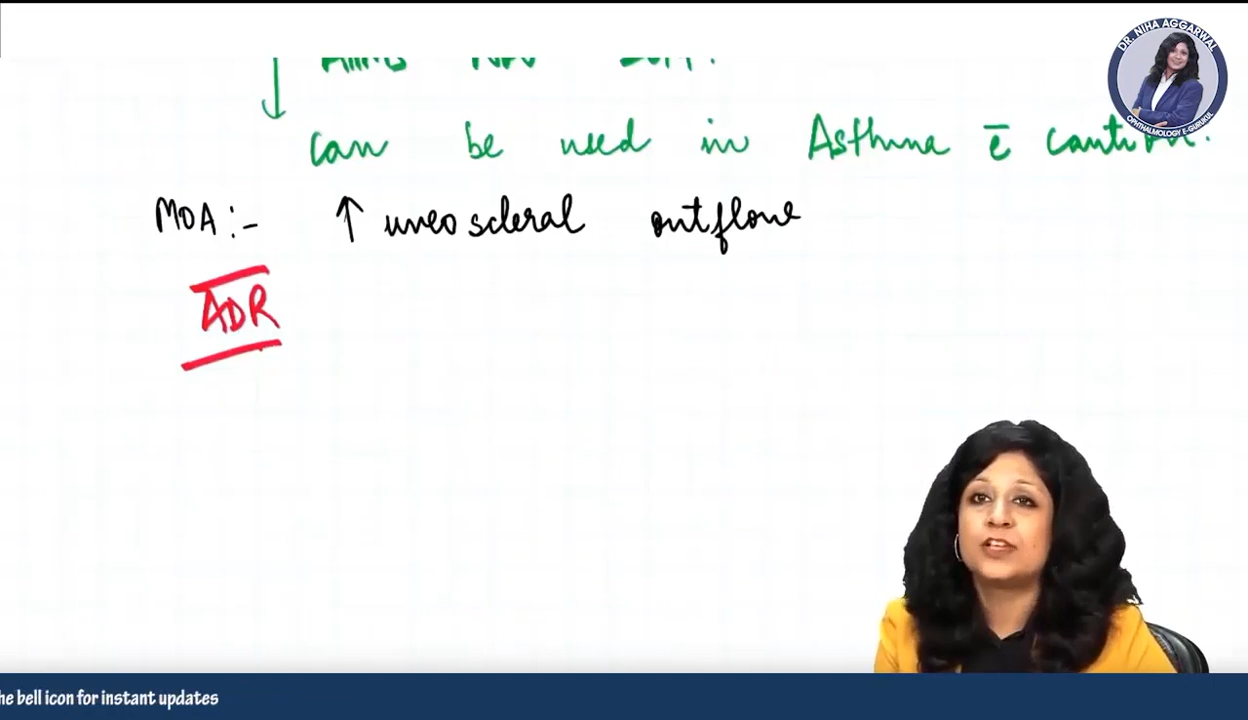 DR. NIHA AGGARWAL
OPHTHALMOLOGY E-GURUKUL
can be used in Asthma c̄ caution.
MOA:- ↑ uveoscleral outflow
ADR
he bell icon for instant updates